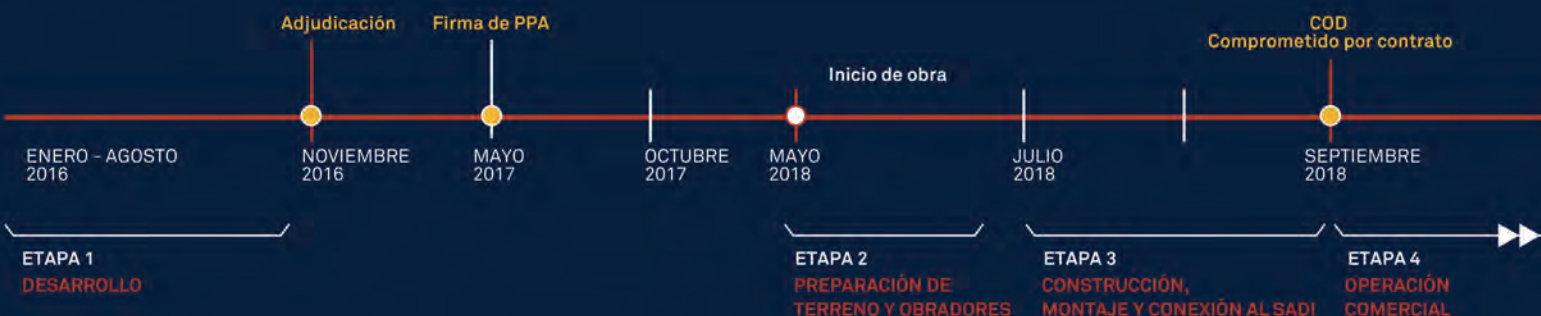 Adjudicación
Firma de PPA
COD
Comprometido por contrato
Inicio de obra
ENERO - AGOSTO
2016
NOVIEMBRE
2016
MAYO
2017
OCTUBRE
2017
MAYO
2018
JULIO
2018
SEPTIEMBRE
2018
ETAPA 1
DESARROLLO
ETAPA 2
PREPARACIÓN DE
TERRENO Y OBRADORES
ETAPA 3
CONSTRUCCIÓN,
MONTAJE Y CONEXIÓN AL SADI
ETAPA 4
OPERACIÓN
COMERCIAL